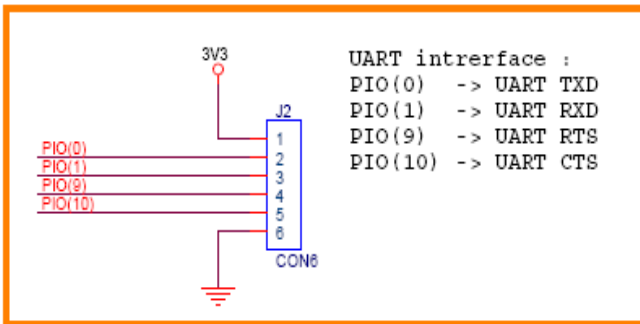 3V3
UART intrerface :
PIO(0) -> UART TXD
PIO(1) -> UART RXD
PIO(9) -> UART RTS
PIO(10) -> UART CTS
J2
1
PIO(0) 2
PIO(1) 3
PIO(9) 4
PIO(10) 5
6
CON6